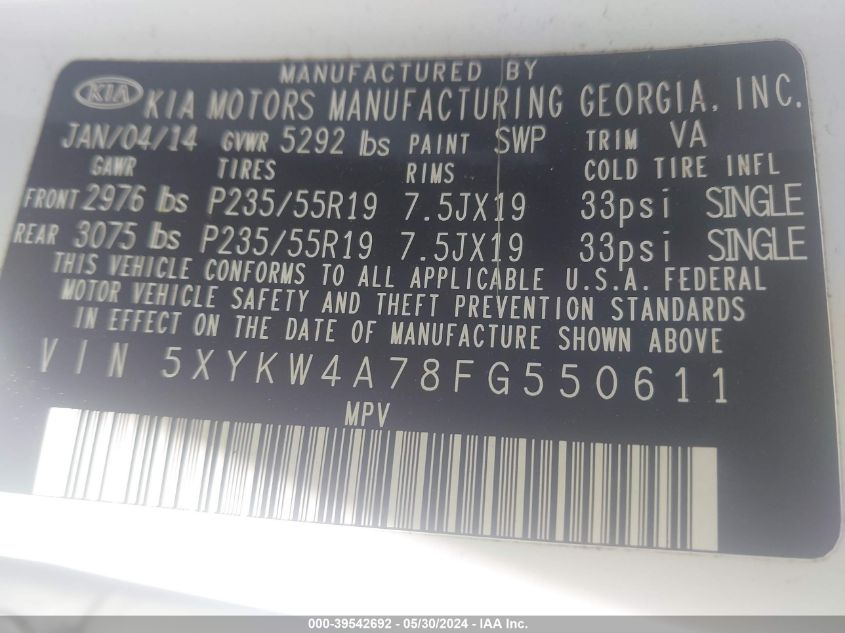 MANUFACTURED BY
KIA KIA MOTORS MANUFACTURING GEORGIA, INC.
JAN/04/14 GVWR 5292 lbs PAINT SWP TRIM VA
GAWR TIRES RIMS COLD TIRE INFL
FRONT 2976 lbs P235/55R19 7.5JX19 33psi SINGLE
REAR 3075 lbs P235/55R19 7.5JX19 33psi SINGLE
THIS VEHICLE CONFORMS TO ALL APPLICABLE U.S.A. FEDERAL
MOTOR VEHICLE SAFETY AND THEFT PREVENTION STANDARDS
IN EFFECT ON THE DATE OF MANUFACTURE SHOWN ABOVE
VIN 5XYKW4A78FG550611
MPV
000-39542692 - 05/30/2024 - IAA Inc.